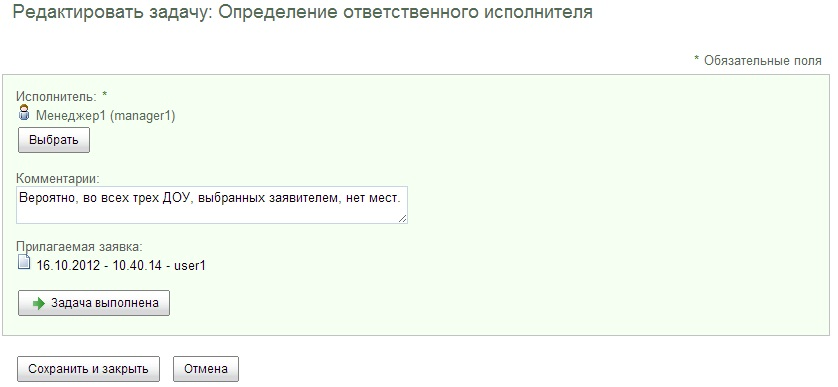 Редактировать задачу: Определение ответственного исполнителя
* Обязательные поля
Исполнитель: *
Менеджер1 (manager1)
Выбрать
Комментарии:
Вероятно, во всех трех ДОУ, выбранных заявителем, нет мест.
Прилагаемая заявка:
16.10.2012 - 10.40.14 - user1
Задача выполнена
Сохранить и закрыть Отмена